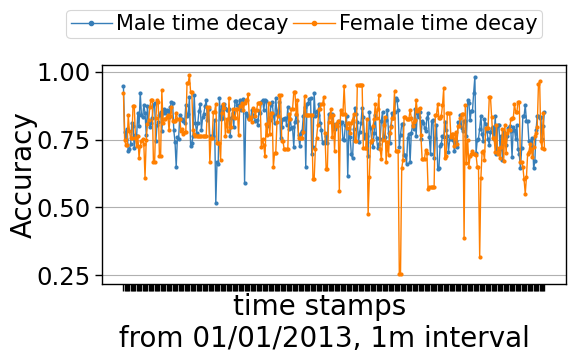 Male time decay Female time decay
1.00
0.75
0.50
0.25
Accuracy
time stamps
from 01/01/2013, 1m interval